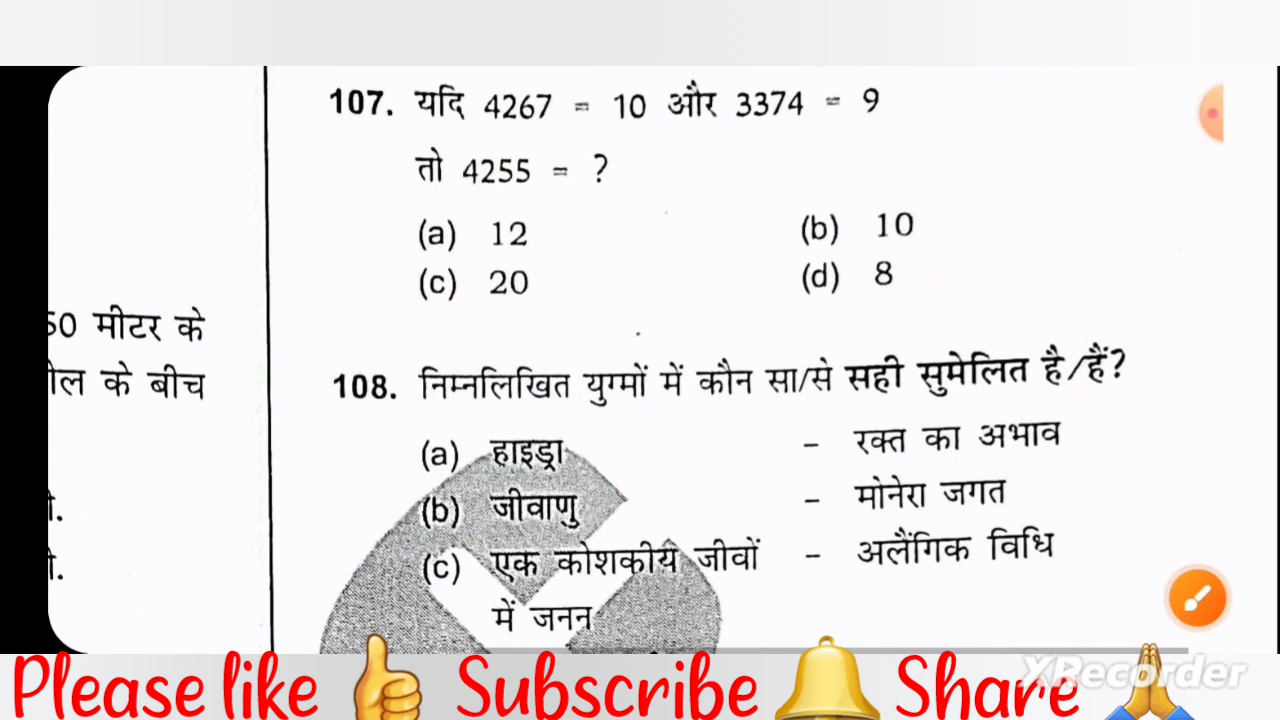 107. यदि 4267 = 10 और 3374 = 9
तो 4255 = ?
(a) 12 (b) 10
(c) 20 (d) 8
50 मीटर के
के बीच
108. निम्नलिखित युग्मों में कौन सा/से सही सुमेलित है/हैं?
(a) हाइड्रा - रक्त का अभाव
(b) जीवाणु - मोनेरा जगत
(c) एक कोशकीय जीवों - अलैंगिक विधि
में जनन
Please like Subscribe Share
XRecorder